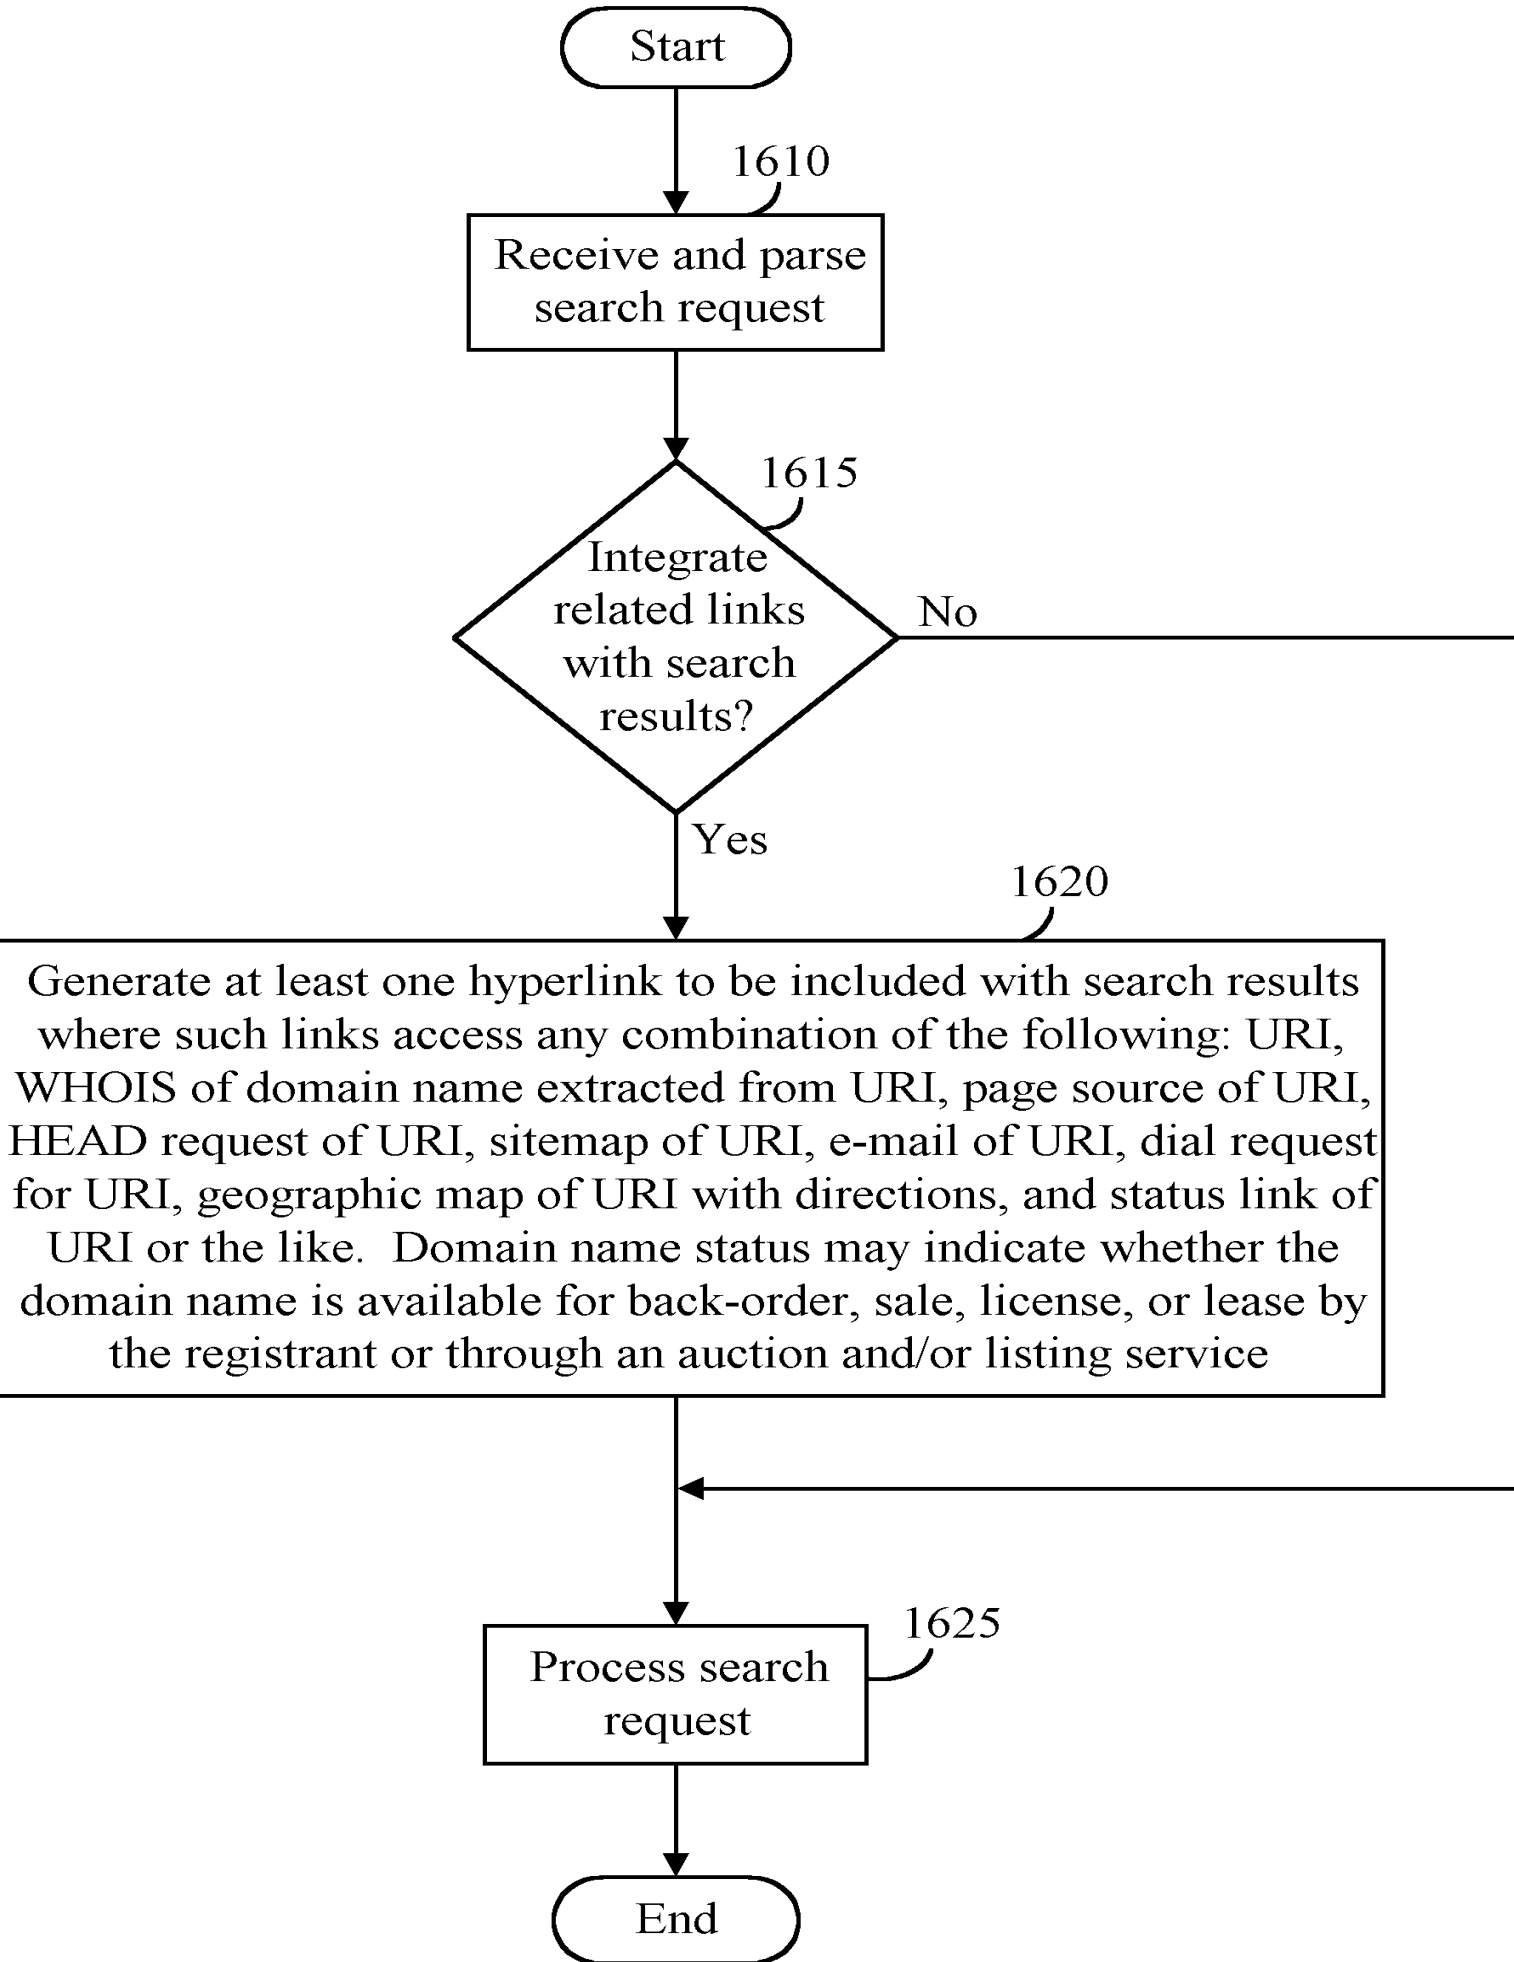 Start
1610
Receive and parse
search request
1615
Integrate
related links
with search
results?
No
Yes
1620
Generate at least one hyperlink to be included with search results
where such links access any combination of the following: URI,
WHOIS of domain name extracted from URI, page source of URI,
HEAD request of URI, sitemap of URI, e-mail of URI, dial request
for URI, geographic map of URI with directions, and status link of
URI or the like.  Domain name status may indicate whether the
domain name is available for back-order, sale, license, or lease by
the registrant or through an auction and/or listing service
1625
Process search
request
End